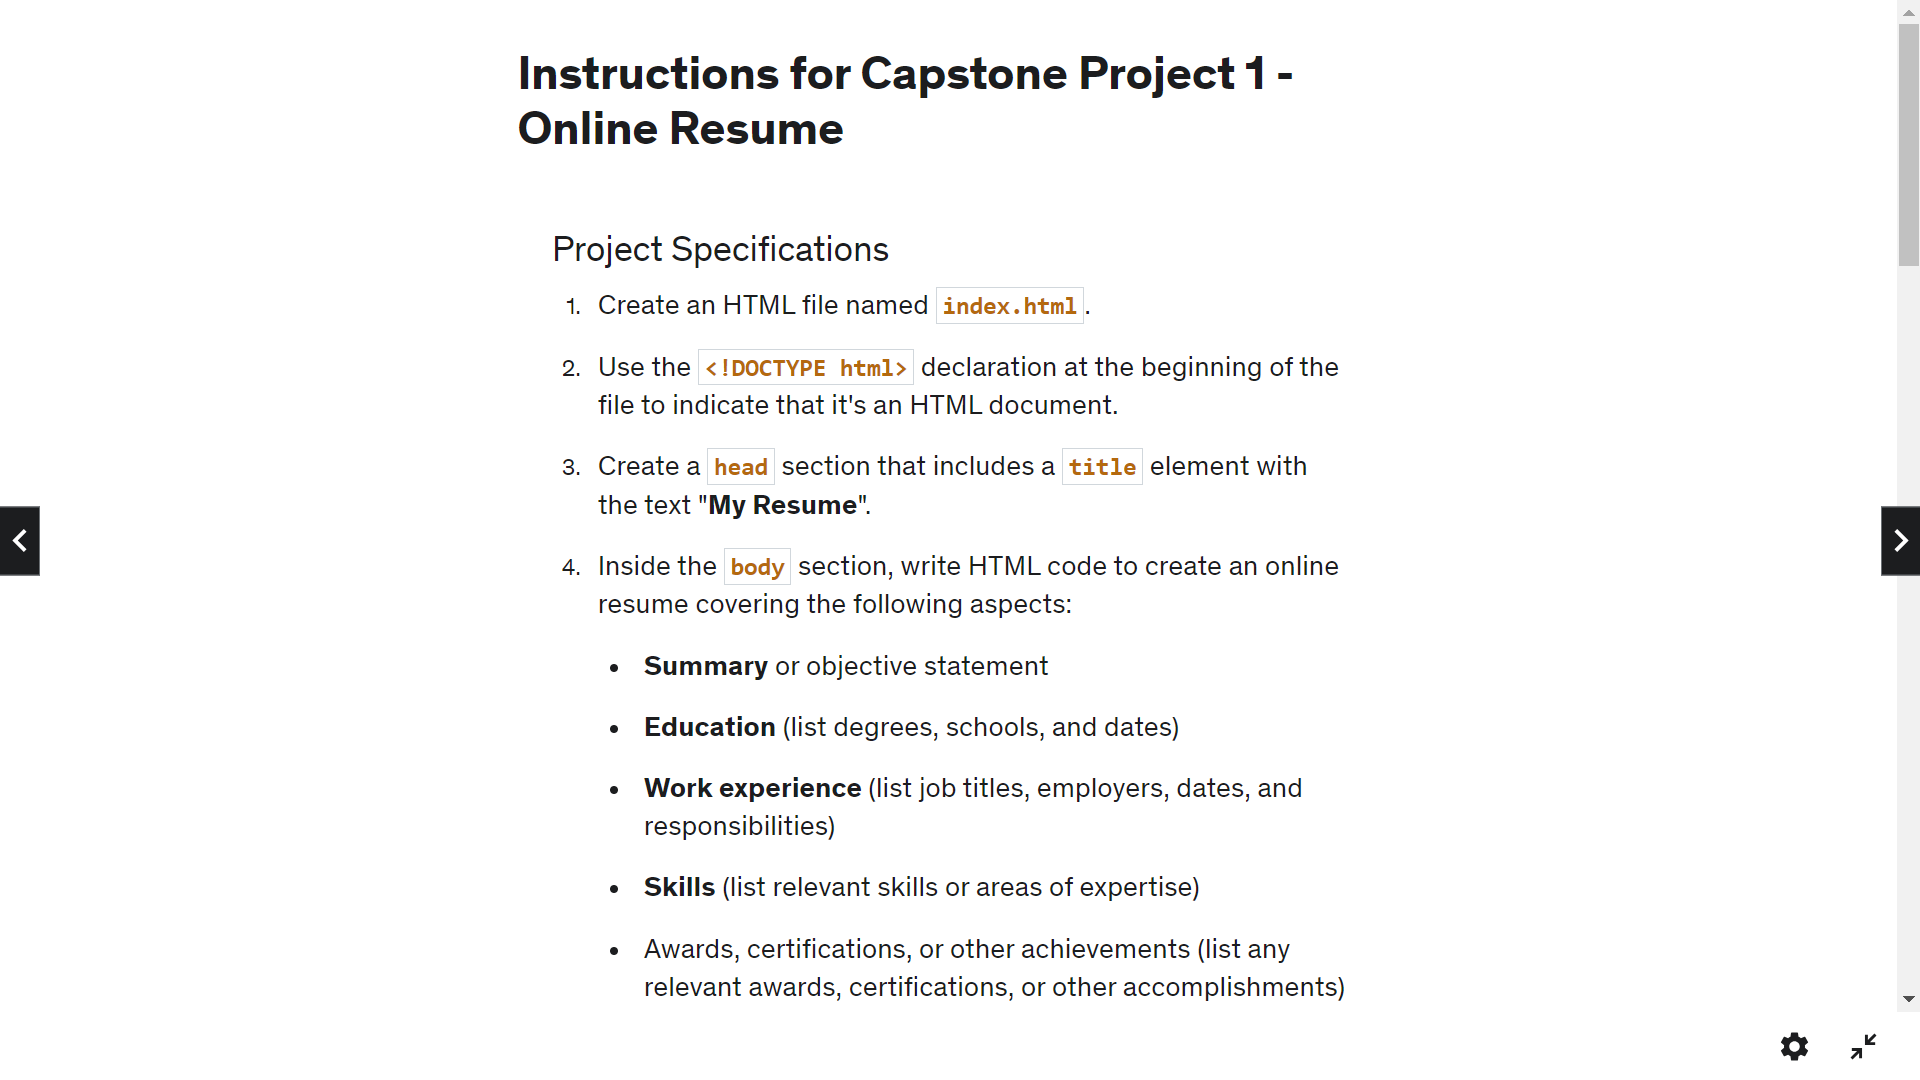 Instructions for Capstone Project 1 -
Online Resume
Project Specifications
1. Create an HTML file named index.html.
2. Use the <!DOCTYPE html> declaration at the beginning of the
file to indicate that it's an HTML document.
3. Create a head section that includes a title element with
the text "My Resume".
4. Inside the body section, write HTML code to create an online
resume covering the following aspects:
• Summary or objective statement
• Education (list degrees, schools, and dates)
• Work experience (list job titles, employers, dates, and
responsibilities)
• Skills (list relevant skills or areas of expertise)
• Awards, certifications, or other achievements (list any
relevant awards, certifications, or other accomplishments)